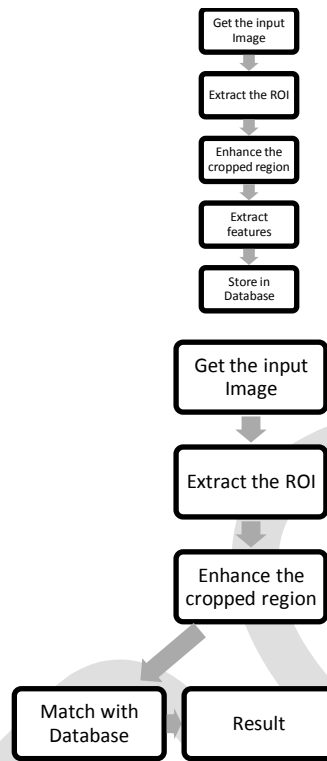 Get the input
Image
Extract the ROI
Enhance the
cropped region
Extract
features
Store in
Database
Get the input
Image
Extract the ROI
Enhance the
cropped region
Match with
Database
Result